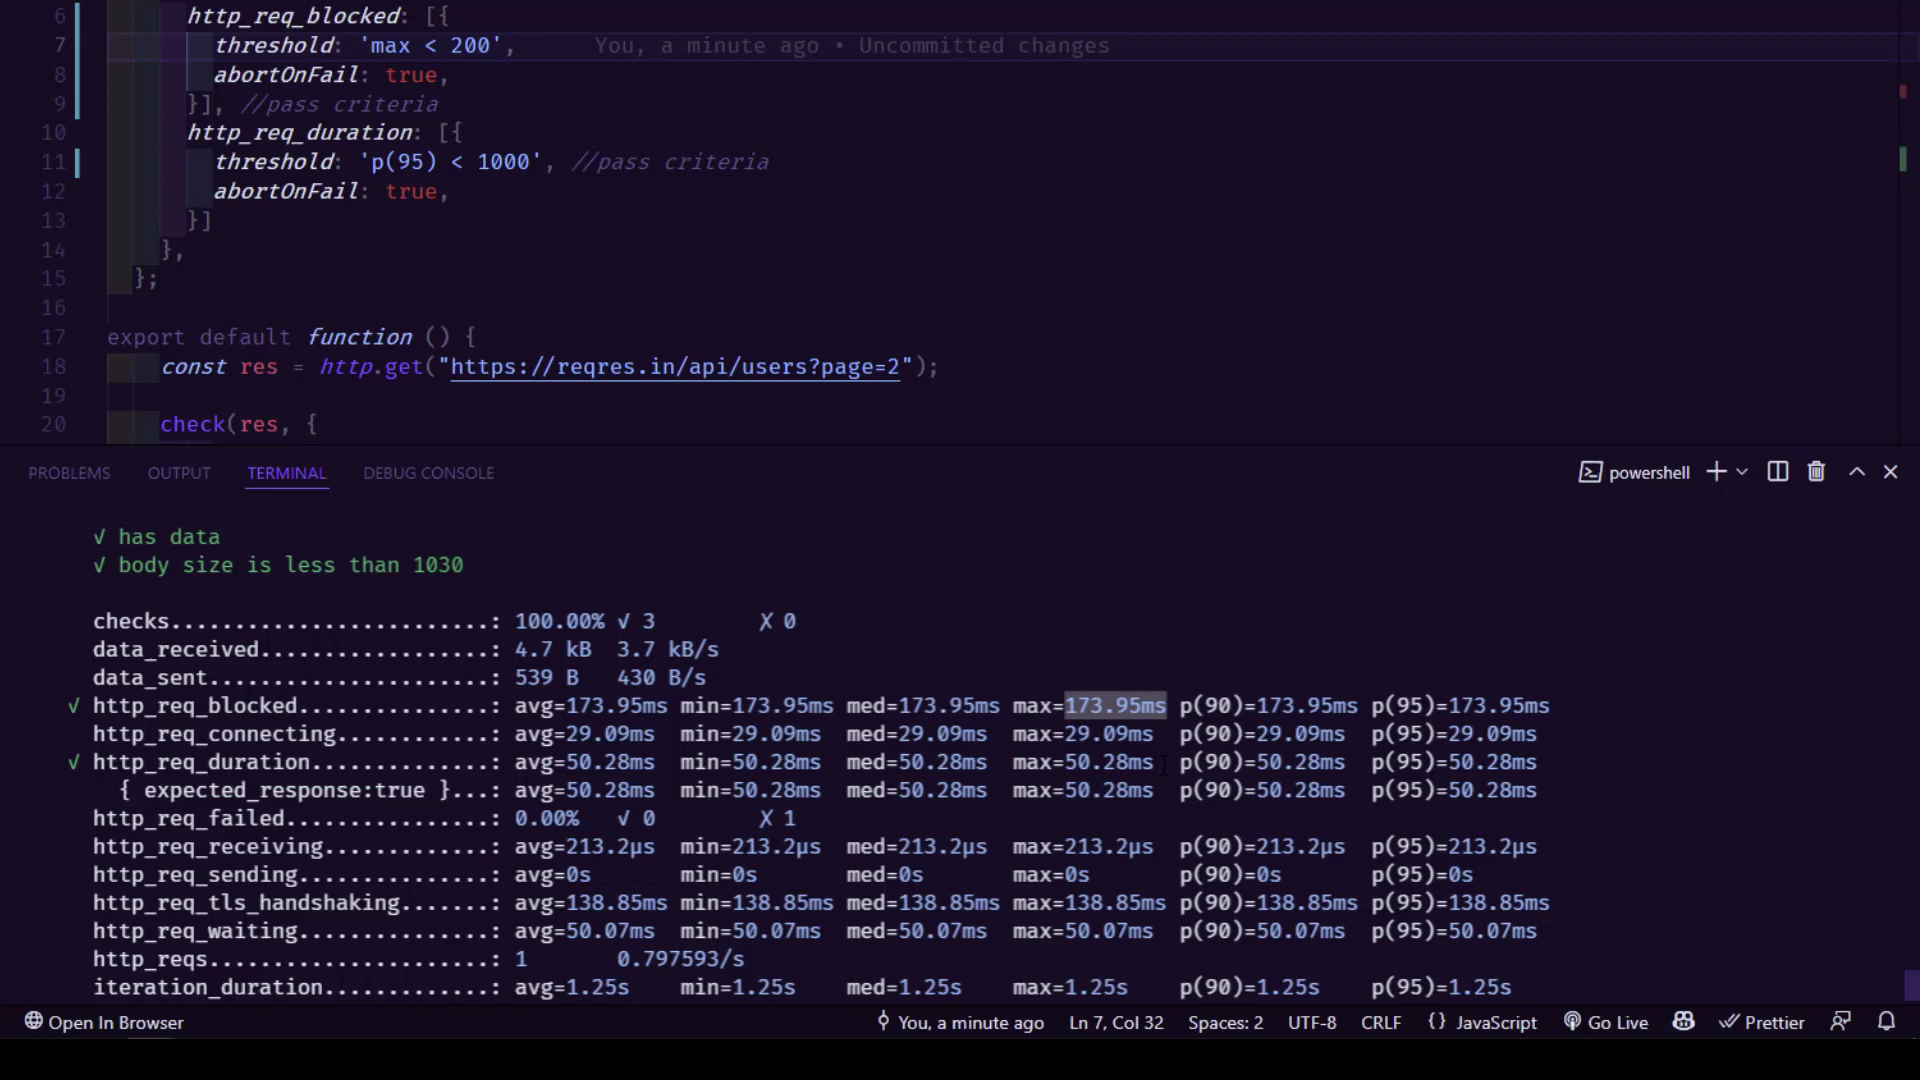 6 http_req_blocked: [{
7 threshold: 'max < 200', You, a minute ago • Uncommitted changes
8 abortOnFail: true,
9 }], //pass criteria
10 http_req_duration: [{
11 threshold: 'p(95) < 1000', //pass criteria
12 abortOnFail: true,
13 }]
14 },
15 };
16
17 export default function () {
18 const res = http.get("https://reqres.in/api/users?page=2");
19
20 check(res, {
PROBLEMS OUTPUT TERMINAL DEBUG CONSOLE powershell
√ has data
√ body size is less than 1030
checks.........................: 100.00% √ 3 ✗ 0
data_received..................: 4.7 kB 3.7 kB/s
data_sent......................: 539 B 430 B/s
√ http_req_blocked...............: avg=173.95ms min=173.95ms med=173.95ms max=173.95ms p(90)=173.95ms p(95)=173.95ms
http_req_connecting............: avg=29.09ms min=29.09ms med=29.09ms max=29.09ms p(90)=29.09ms p(95)=29.09ms
√ http_req_duration..............: avg=50.28ms min=50.28ms med=50.28ms max=50.28ms p(90)=50.28ms p(95)=50.28ms
{ expected_response:true }...: avg=50.28ms min=50.28ms med=50.28ms max=50.28ms p(90)=50.28ms p(95)=50.28ms
http_req_failed................: 0.00% √ 0 ✗ 1
http_req_receiving.............: avg=213.2µs min=213.2µs med=213.2µs max=213.2µs p(90)=213.2µs p(95)=213.2µs
http_req_sending...............: avg=0s min=0s med=0s max=0s p(90)=0s p(95)=0s
http_req_tls_handshaking.......: avg=138.85ms min=138.85ms med=138.85ms max=138.85ms p(90)=138.85ms p(95)=138.85ms
http_req_waiting...............: avg=50.07ms min=50.07ms med=50.07ms max=50.07ms p(90)=50.07ms p(95)=50.07ms
http_reqs......................: 1 0.797593/s
iteration_duration.............: avg=1.25s min=1.25s med=1.25s max=1.25s p(90)=1.25s p(95)=1.25s
Open In Browser You, a minute ago Ln 7, Col 32 Spaces: 2 UTF-8 CRLF {} JavaScript Go Live Prettier